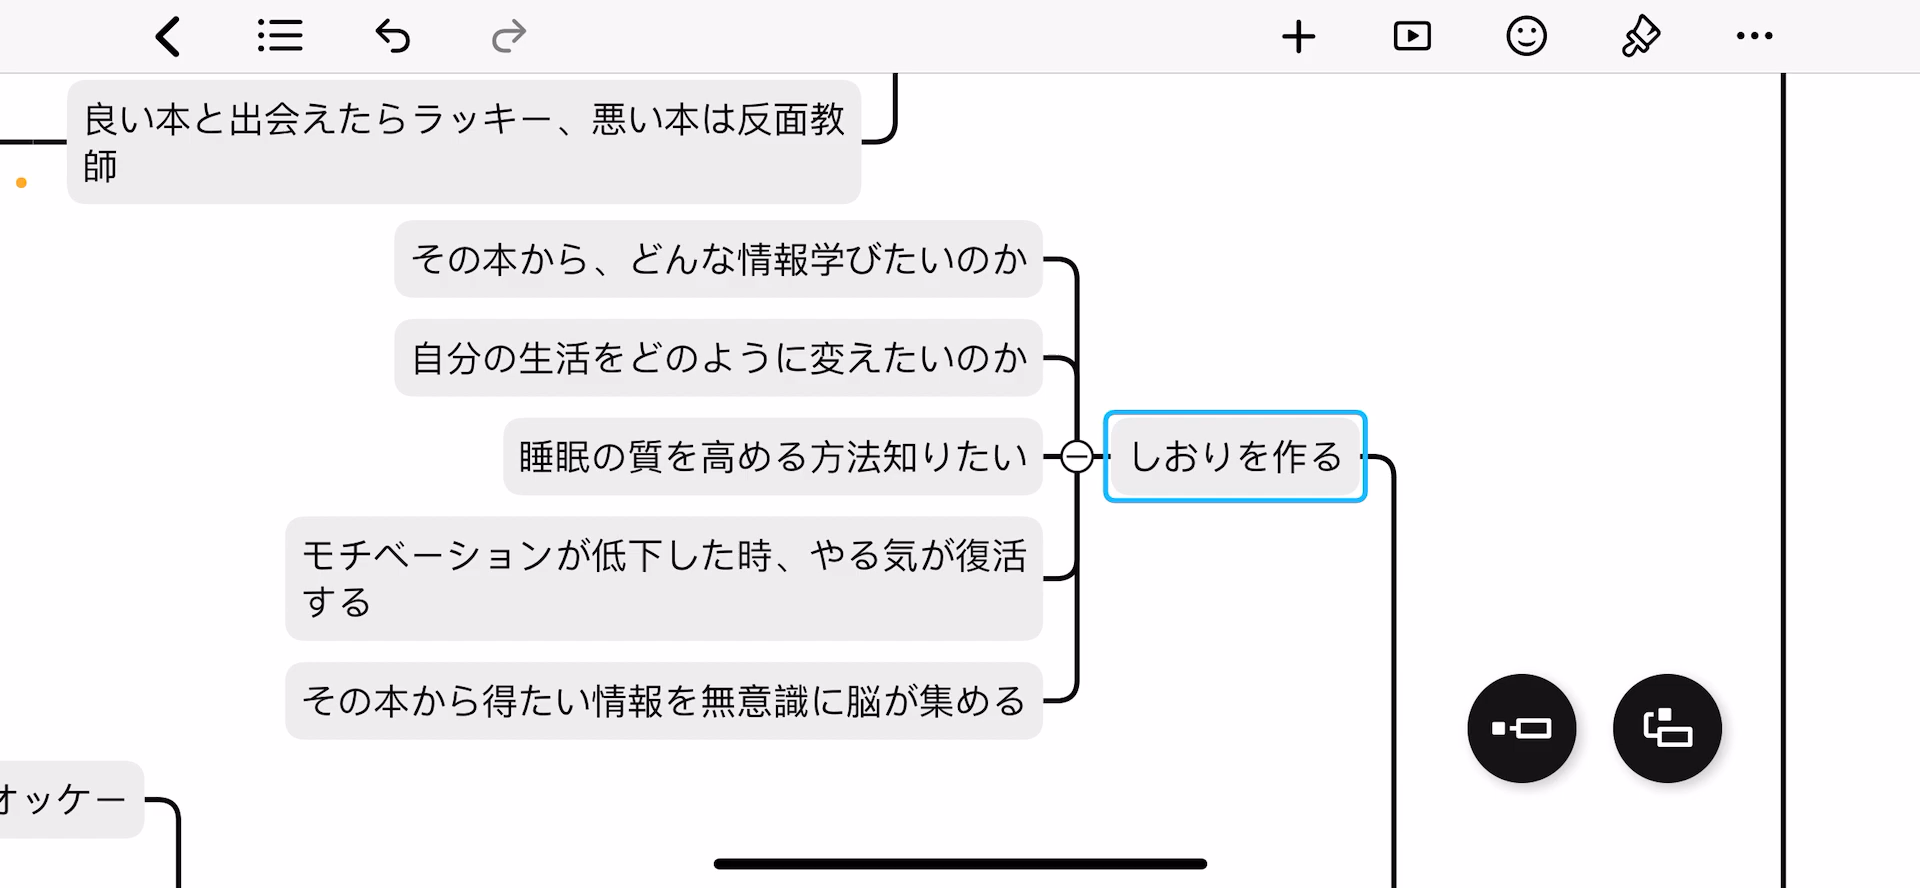 良い本と出会えたらラッキー、悪い本は反面教
師
その本から、どんな情報学びたいのか
自分の生活をどのように変えたいのか
睡眠の質を高める方法知りたい
しおりを作る
モチベーションが低下した時、やる気が復活
する
その本から得たい情報を無意識に脳が集める
オッケー